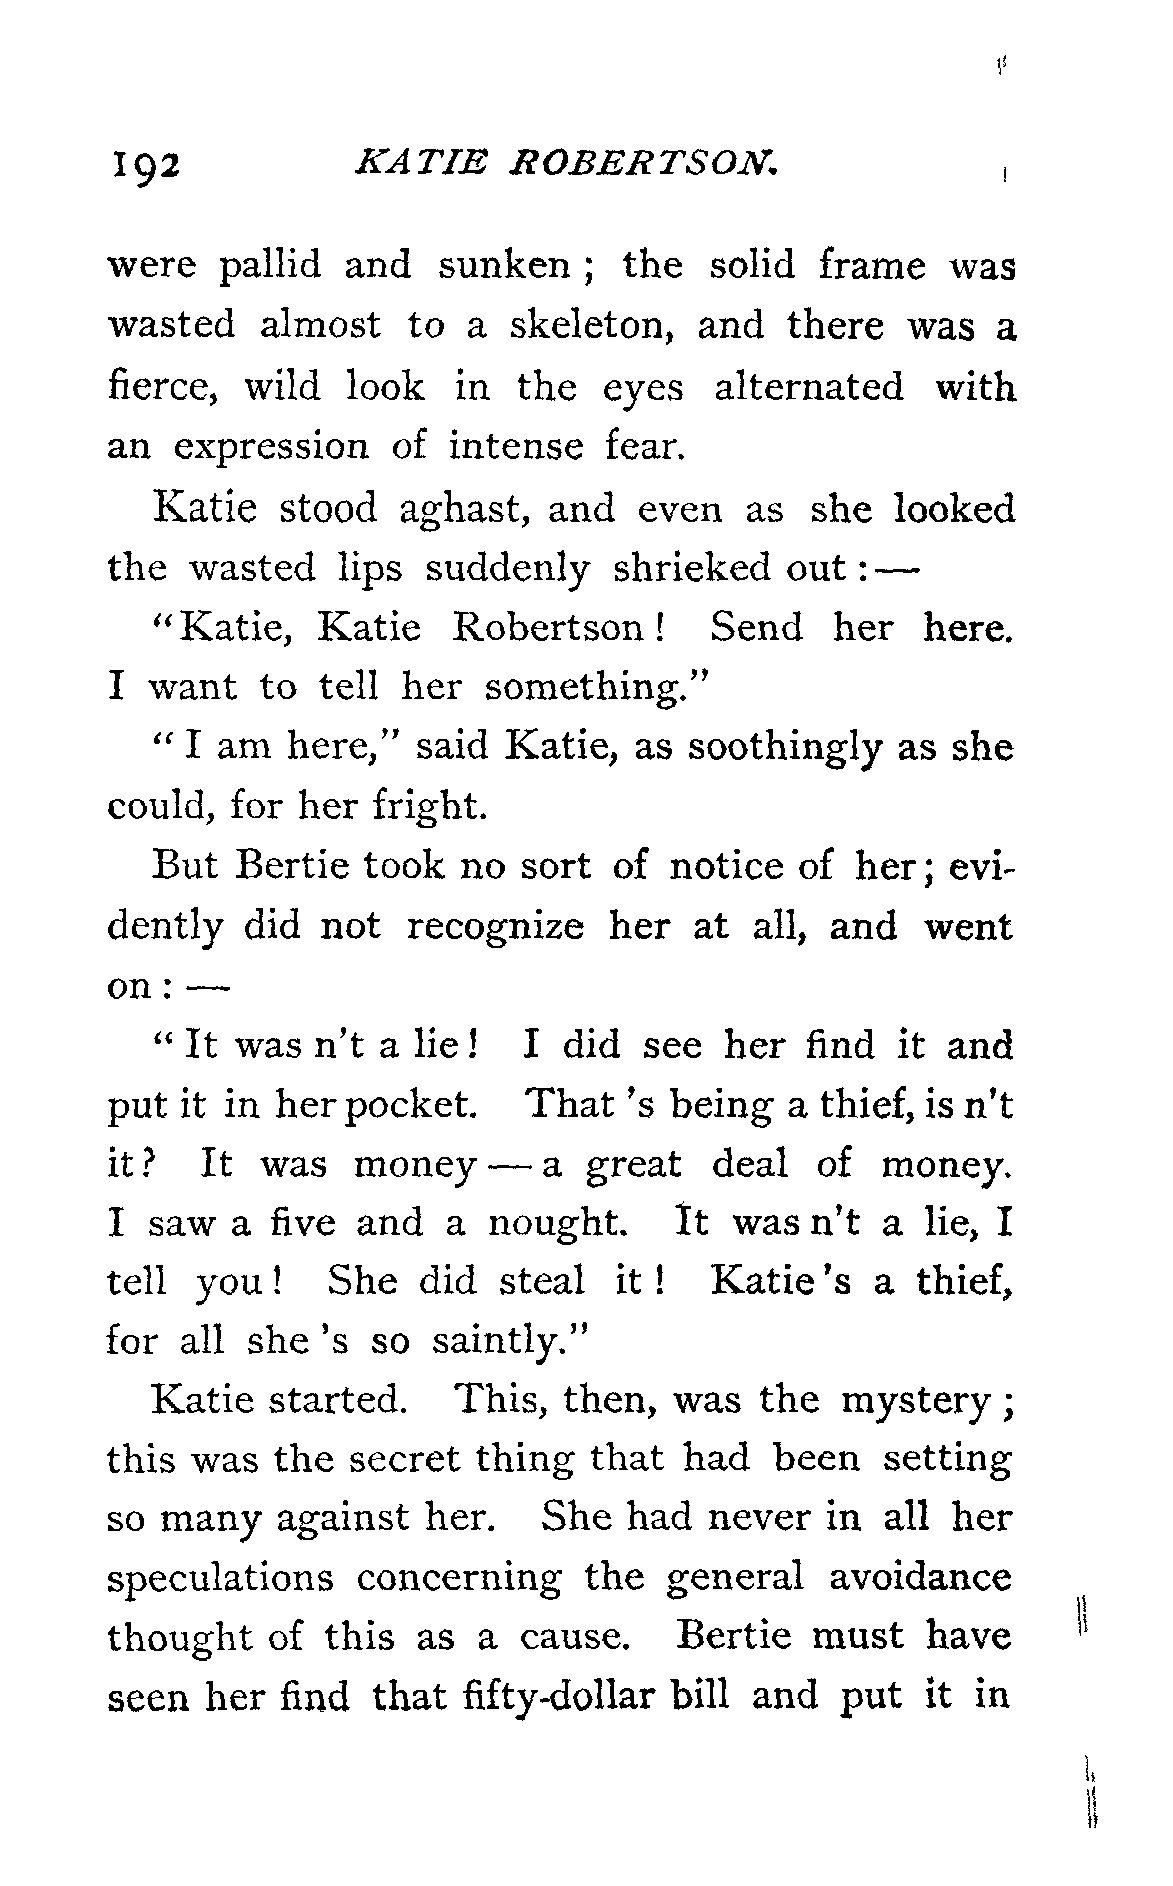 192 KATIE ROBERTSON.
were pallid and sunken ; the solid frame was
wasted almost to a skeleton, and there was a
fierce, wild look in the eyes alternated with
an expression of intense fear.
Katie stood aghast, and even as she looked
the wasted lips suddenly shrieked out : —
"Katie, Katie Robertson ! Send her here.
I want to tell her something."
" I am here," said Katie, as soothingly as she
could, for her fright.
But Bertie took no sort of notice of her ; evi-
dently did not recognize her at all, and went
on : —
" It was n't a lie ! I did see her find it and
put it in her pocket. That 's being a thief, is n't
it ? It was money — a great deal of money.
I saw a five and a nought. It was n't a lie, I
tell you ! She did steal it ! Katie 's a thief,
for all she 's so saintly."
Katie started. This, then, was the mystery ;
this was the secret thing that had been setting
so many against her. She had never in all her
speculations concerning the general avoidance
thought of this as a cause. Bertie must have
seen her find that fifty-dollar bill and put it in